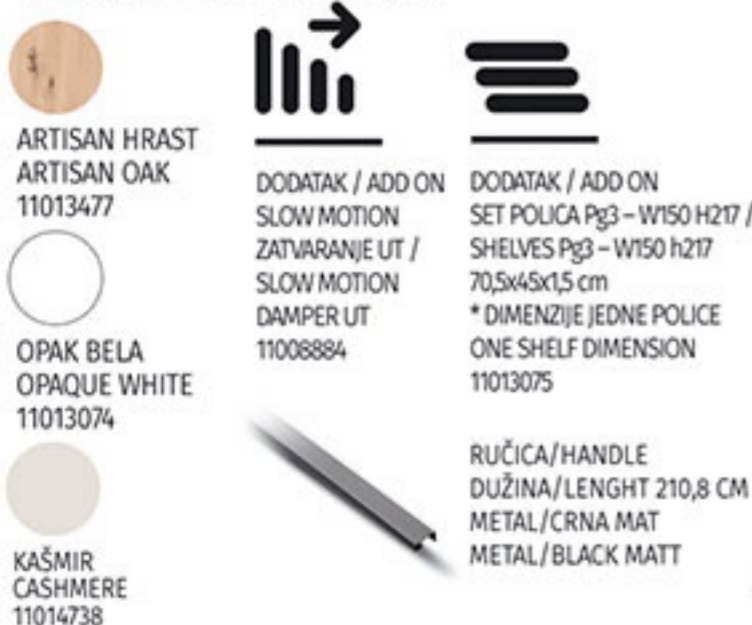 ARTISAN HRAST
ARTISAN OAK
11013477
OPAK BELA
OPAQUE WHITE
11013074
KAŠMIR
CASHMERE
11014738
DODATAK / ADD ON
SLOW MOTION
ZATVARANJE UT /
SLOW MOTION
DAMPER UT
11008884
DODATAK / ADD ON
SET POLICA Pg3 – W150 H217 /
SHELVES Pg3 – W150 h217
70,5x45x1,5 cm
* DIMENZIJE JEDNE POLICE
ONE SHELF DIMENSION
11013075
RUČICA/HANDLE
DUŽINA/LENGHT 210,8 CM
METAL/CRNA MAT
METAL/BLACK MATT